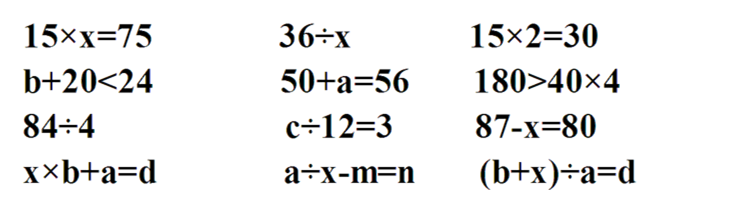 15×x=75 36÷x 15×2=30
b+20<24 50+a=56 180>40×4
84÷4 c÷12=3 87-x=80
x×b+a=d a÷x-m=n (b+x)÷a=d